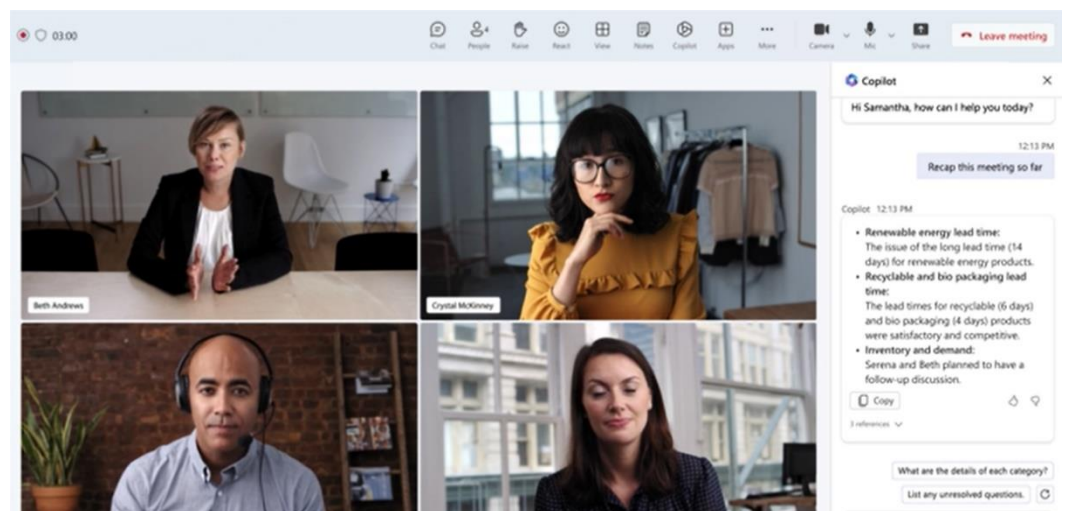 03:00
Chat
People 4
Raise
React
View
Notes
Copilot
Apps
More
Camera
Mic
Share
Leave meeting
Copilot
Hi Samantha, how can I help you today?
12:13 PM
Recap this meeting so far
Copilot 12:13 PM
• Renewable energy lead time:
The issue of the long lead time (14
days) for renewable energy products.
• Recyclable and bio packaging lead
time:
The lead times for recyclable (6 days)
and bio packaging (4 days) products
were satisfactory and competitive.
• Inventory and demand:
Serena and Beth planned to have a
follow-up discussion.
Copy
3 references
What are the details of each category?
List any unresolved questions.
Beth Andrews
Crystal McKinney